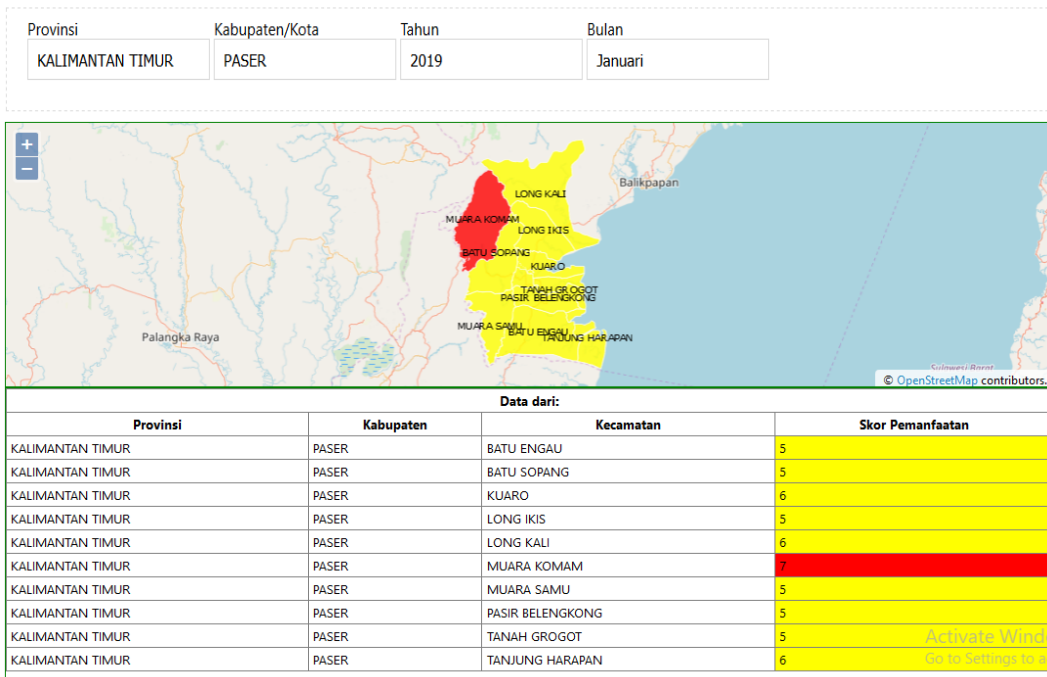 Provinsi Kabupaten/Kota Tahun Bulan
KALIMANTAN TIMUR PASER 2019 Januari
+
−
LONG KALI
Balikpapan
MUARA KOMAM
LONG IKIS
BATU SOPANG
KUARO
TANAH GROGOT
PASIR BELENGKONG
MUARA SAMU
BATU ENGAU
TANJUNG HARAPAN
Palangka Raya
Sulawesi Barat
© OpenStreetMap contributors.
Data dari:
Provinsi Kabupaten Kecamatan Skor Pemanfaatan
KALIMANTAN TIMUR PASER BATU ENGAU 5
KALIMANTAN TIMUR PASER BATU SOPANG 5
KALIMANTAN TIMUR PASER KUARO 6
KALIMANTAN TIMUR PASER LONG IKIS 5
KALIMANTAN TIMUR PASER LONG KALI 6
KALIMANTAN TIMUR PASER MUARA KOMAM 7
KALIMANTAN TIMUR PASER MUARA SAMU 5
KALIMANTAN TIMUR PASER PASIR BELENGKONG 5
KALIMANTAN TIMUR PASER TANAH GROGOT 5
KALIMANTAN TIMUR PASER TANJUNG HARAPAN 6
Activate Wind
Go to Settings to a